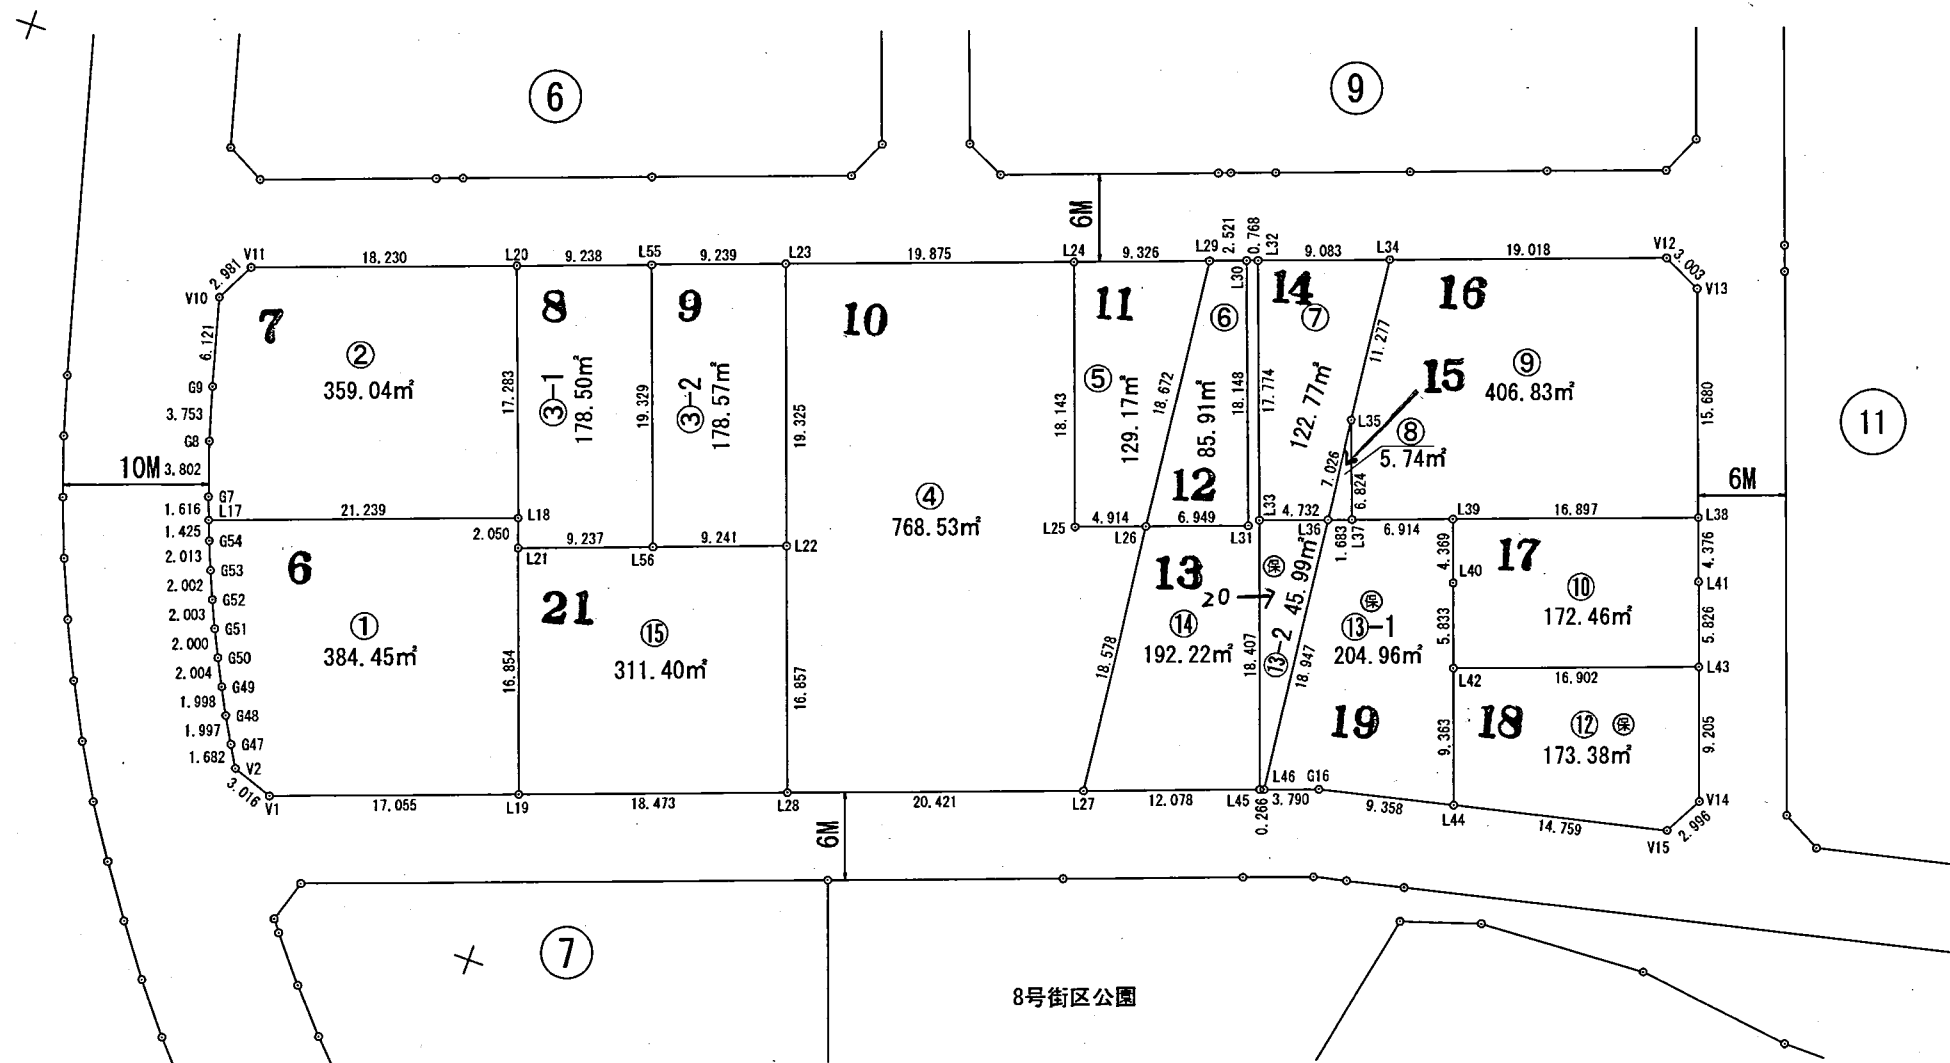 6
9
6M
2.521
0.768
V11
18.230
L20
9.238
L55
9.239
L23
19.875
L24
9.326
L29
L32
9.083
L34
19.018
V12
3.003
2.981
V10
L30
V13
7
8
9
10
11
14
16
⑥
⑦
6.121
②
359.04㎡
17.283
③-1
178.50㎡
19.329
③-2
178.57㎡
19.325
18.143
⑤
129.17㎡
18.672
85.91㎡
18.148
17.774
122.77㎡
11.277
15
⑨
406.83㎡
15.680
G9
3.753
G8
L35
⑧
5.74㎡
11
10M
3.802
7.026
6.824
6M
G7
1.616
L17
21.239
L18
④
768.53㎡
12
L33
4.732
L36
1.683
L37
6.914
L39
16.897
L38
1.425
G54
2.050
L25
4.914
L26
6.949
L31
2.013
G53
L21
9.237
L56
9.241
L22
4.369
17
4.376
6
2.002
G52
21
13
保
45.99㎡
L40
L41
2.003
G51
20
保
⑩
172.46㎡
①
384.45㎡
⑮
311.40㎡
⑭
192.22㎡
⑬-2
⑬-1
204.96㎡
5.833
5.826
2.000
G50
2.004
G49
16.854
16.857
18.578
18.407
18.947
L42
16.902
L43
1.998
G48
1.997
G47
19
9.363
18
⑫
保
173.38㎡
9.205
1.682
V2
3.016
V1
17.055
L19
18.473
L28
20.421
L27
12.078
L45
L46
G16
0.266
3.790
9.358
L44
14.759
V15
2.996
V14
6M
7
8号街区公園